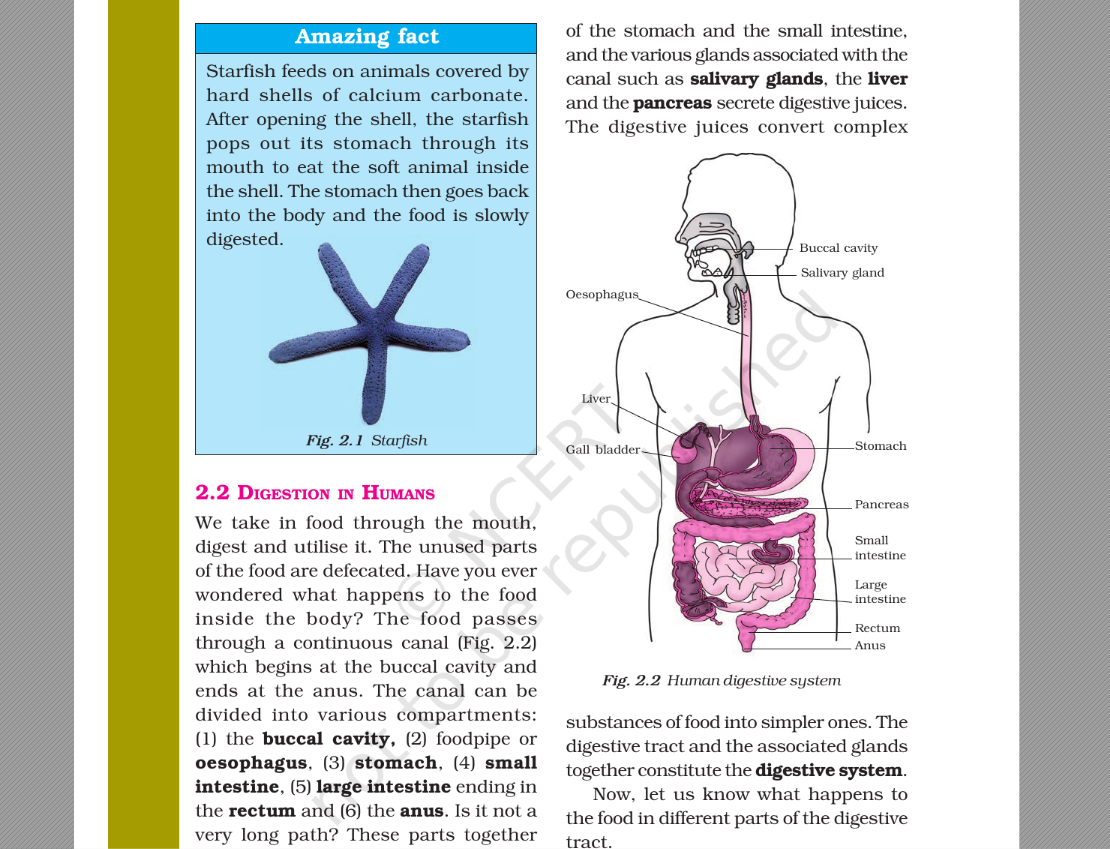 Amazing fact
Starfish feeds on animals covered by
hard shells of calcium carbonate.
After opening the shell, the starfish
pops out its stomach through its
mouth to eat the soft animal inside
the shell. The stomach then goes back
into the body and the food is slowly
digested.
Fig. 2.1 Starfish
2.2 DIGESTION IN HUMANS
We take in food through the mouth,
digest and utilise it. The unused parts
of the food are defecated. Have you ever
wondered what happens to the food
inside the body? The food passes
through a continuous canal (Fig. 2.2)
which begins at the buccal cavity and
ends at the anus. The canal can be
divided into various compartments:
(1) the buccal cavity, (2) foodpipe or
oesophagus, (3) stomach, (4) small
intestine, (5) large intestine ending in
the rectum and (6) the anus. Is it not a
very long path? These parts together
of the stomach and the small intestine,
and the various glands associated with the
canal such as salivary glands, the liver
and the pancreas secrete digestive juices.
The digestive juices convert complex
Buccal cavity
Salivary gland
Oesophagus
Liver
Gall bladder
Stomach
Pancreas
Small
intestine
Large
intestine
Rectum
Anus
Fig. 2.2 Human digestive system
substances of food into simpler ones. The
digestive tract and the associated glands
together constitute the digestive system.
Now, let us know what happens to
the food in different parts of the digestive
tract.
© NCERT
not to be republished